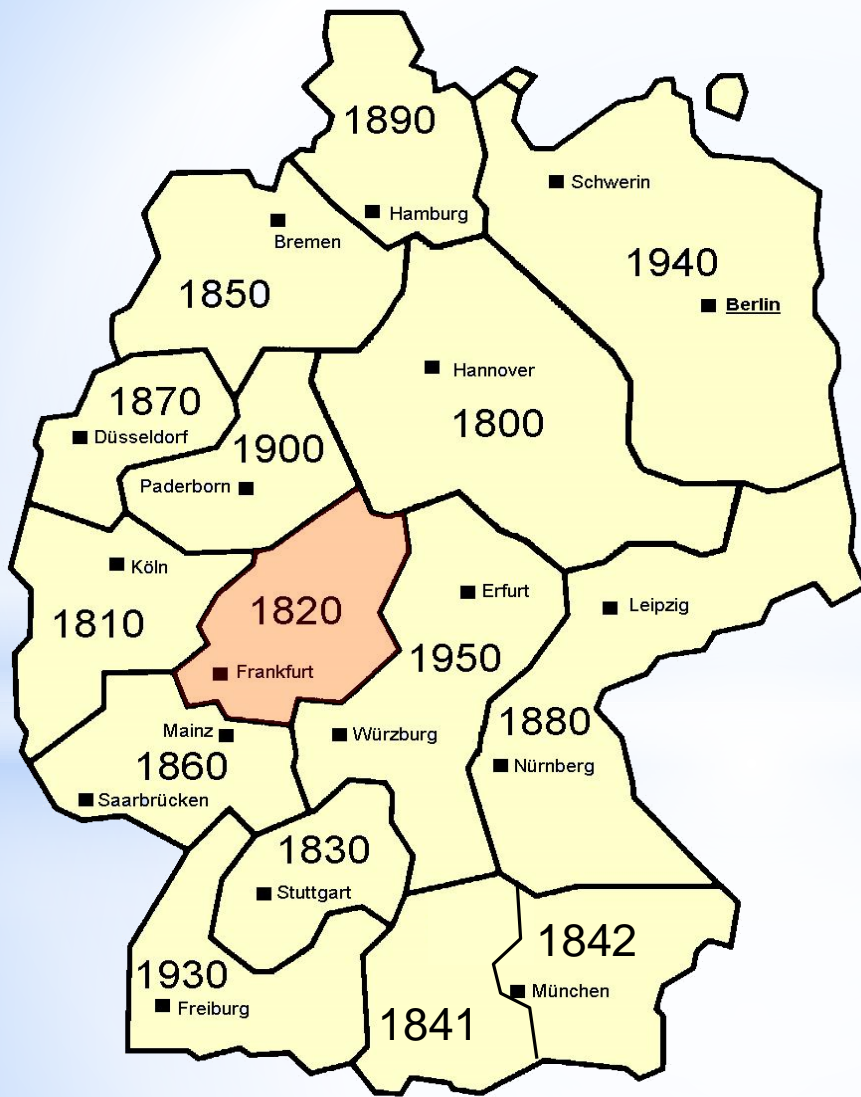 1890
Schwerin
Hamburg
Bremen
1940
1850
Berlin
Hannover
1870
1800
Düsseldorf
1900
Paderborn
Köln
Erfurt
1820
Leipzig
1810
1950
Frankfurt
1880
Mainz
Würzburg
1860
Nürnberg
Saarbrücken
1830
Stuttgart
1842
1930
München
Freiburg
1841